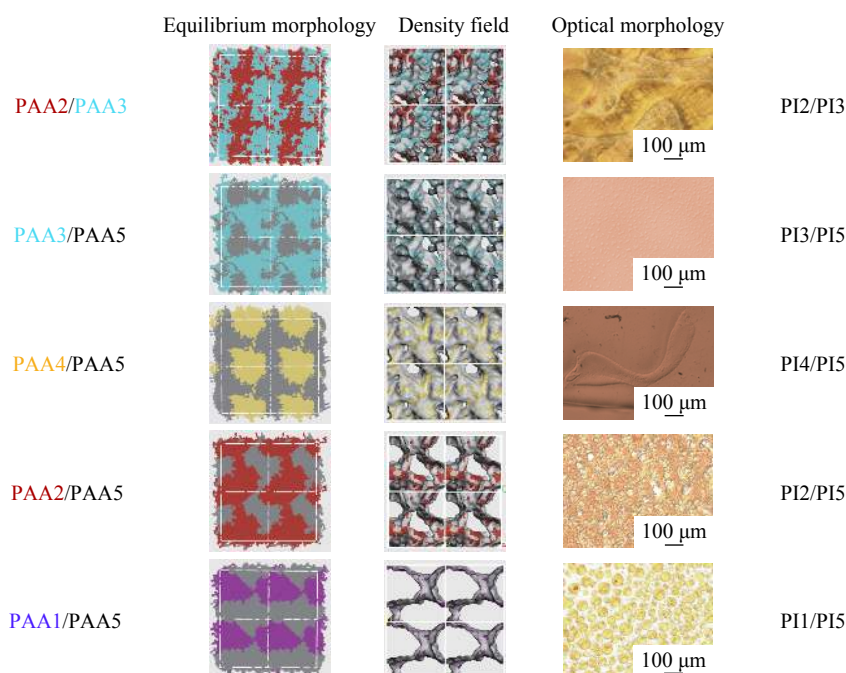 Equilibrium morphology Density field Optical morphology
PAA2/PAA3 100 μm PI2/PI3
PAA3/PAA5 100 μm PI3/PI5
PAA4/PAA5 100 μm PI4/PI5
PAA2/PAA5 100 μm PI2/PI5
PAA1/PAA5 100 μm PI1/PI5